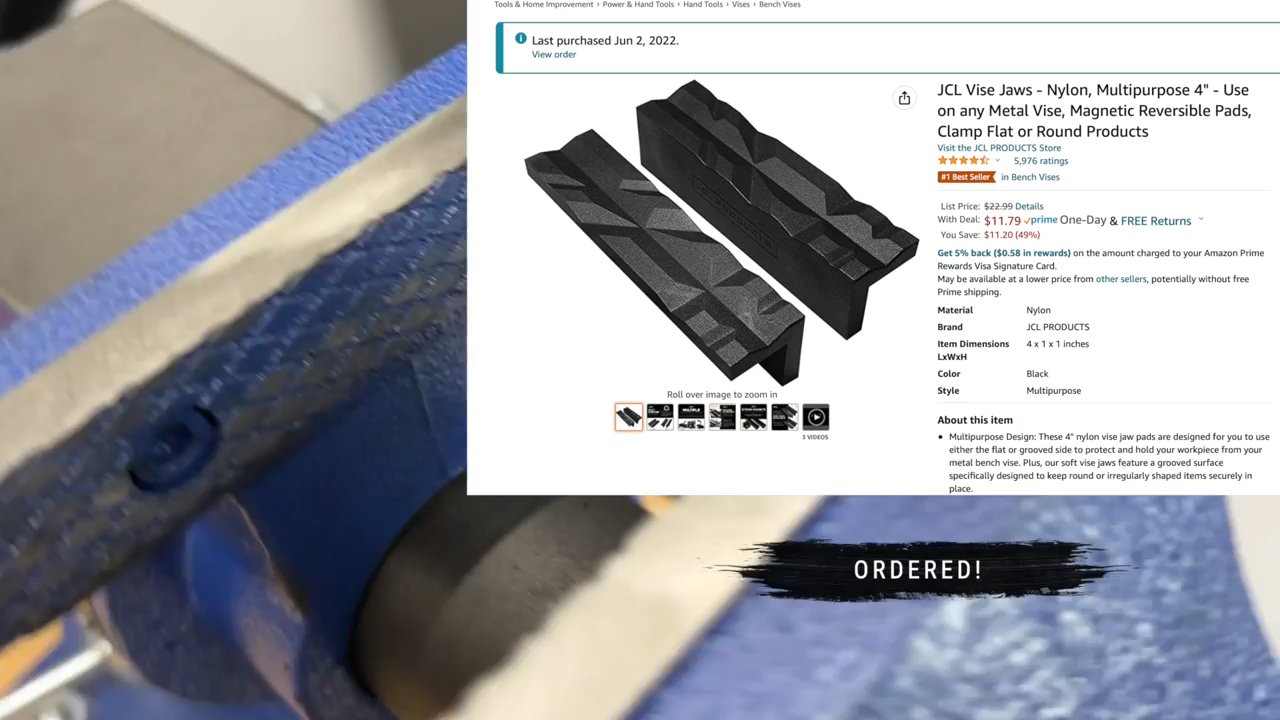 Tools & Home Improvement › Power & Hand Tools › Hand Tools › Vises › Bench Vises
Last purchased Jun 2, 2022.
View order
JCL Vise Jaws - Nylon, Multipurpose 4" - Use
on any Metal Vise, Magnetic Reversible Pads,
Clamp Flat or Round Products
Visit the JCL PRODUCTS Store
5,976 ratings
#1 Best Seller in Bench Vises
List Price: $22.99 Details
With Deal: $11.79 prime One-Day & FREE Returns
You Save: $11.20 (49%)
Get 5% back ($0.58 in rewards) on the amount charged to your Amazon Prime
Rewards Visa Signature Card.
May be available at a lower price from other sellers, potentially without free
Prime shipping.
Material Nylon
Brand JCL PRODUCTS
Item Dimensions 4 x 1 x 1 inches
LxWxH
Color Black
Style Multipurpose
Roll over image to zoom in
3 VIDEOS
About this item
• Multipurpose Design: These 4" nylon vise jaw pads are designed for you to use
either the flat or grooved side to protect and hold your workpiece from your
metal bench vise. Plus, our soft vise jaws feature a grooved surface
specifically designed to keep round or irregularly shaped items securely in
place.
ORDERED!